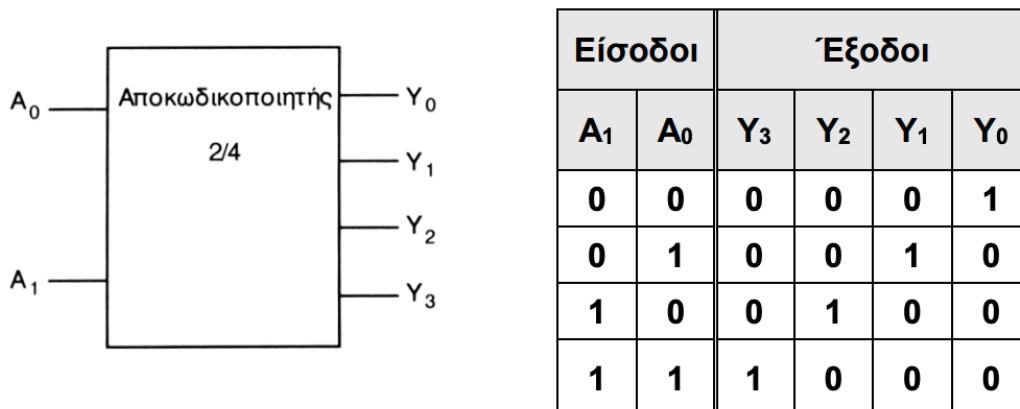 Αποκωδικοποιητής
2/4
A0
A1
Y0
Y1
Y2
Y3
Είσοδοι Έξοδοι
A1 A0 Y3 Y2 Y1 Y0
0 0 0 0 0 1
0 1 0 0 1 0
1 0 0 1 0 0
1 1 1 0 0 0